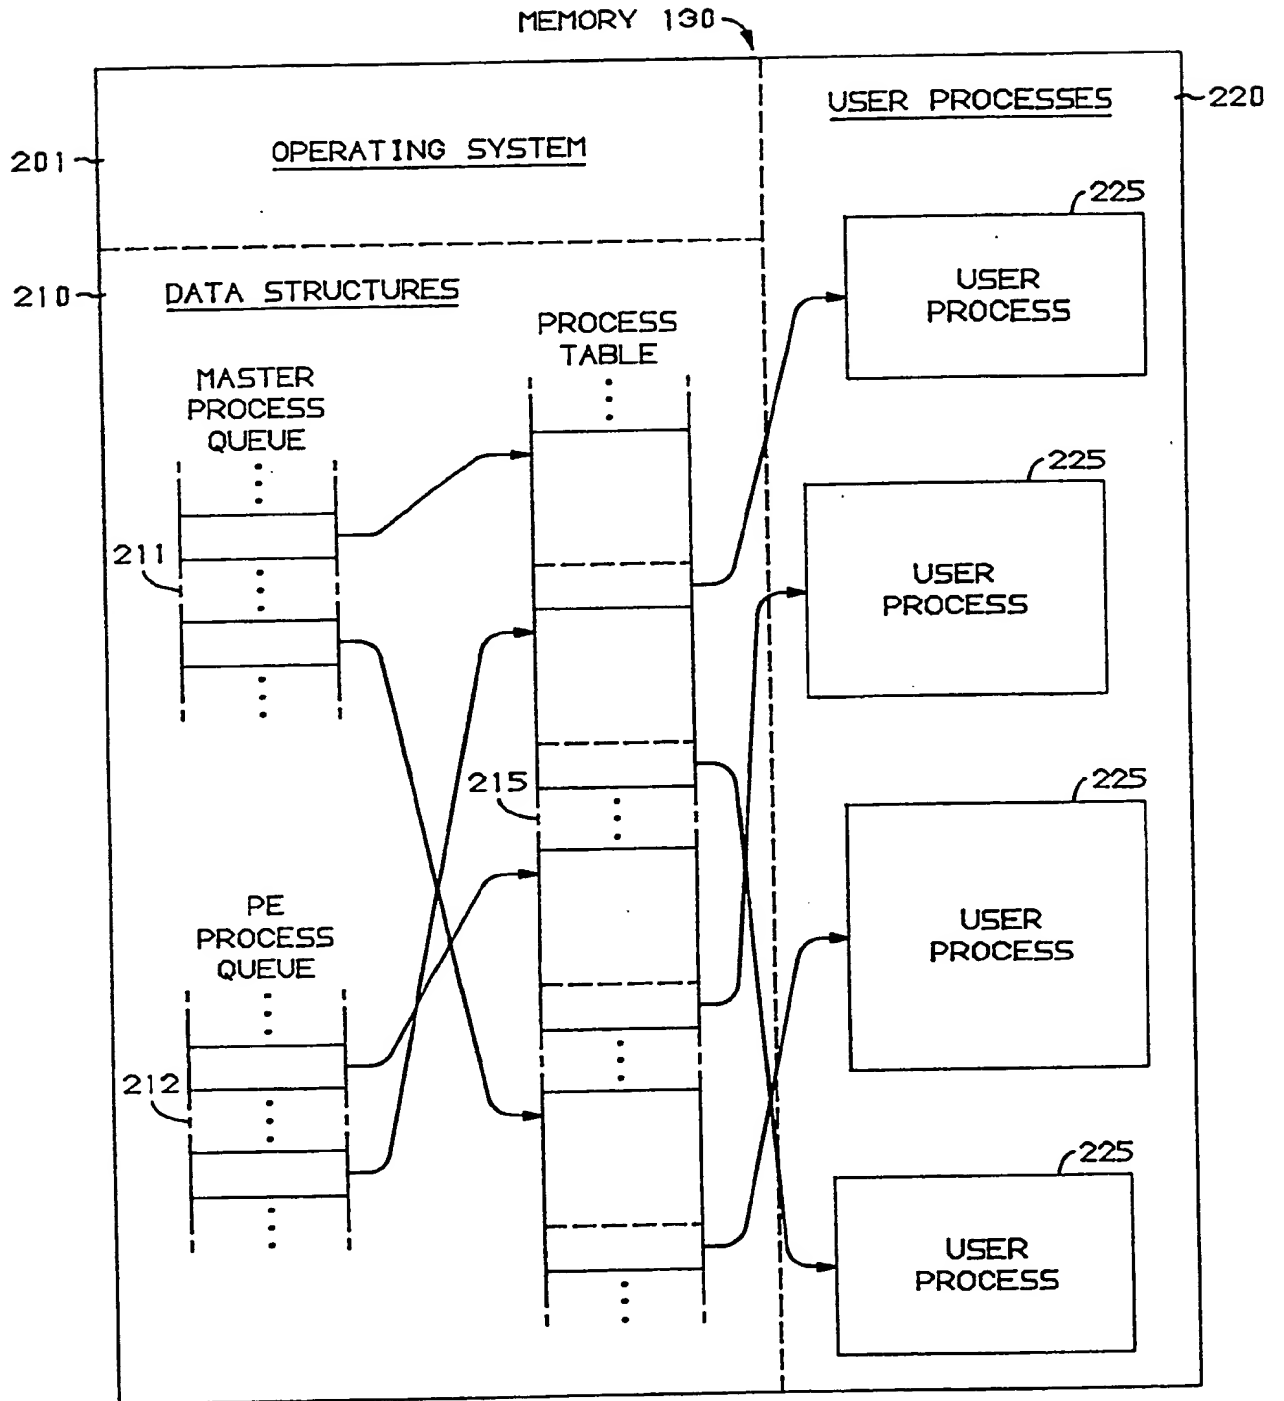 MEMORY 130
USER PROCESSES
220
201
OPERATING SYSTEM
225
USER
PROCESS
210
DATA STRUCTURES
PROCESS
TABLE
MASTER
PROCESS
QUEUE
225
USER
PROCESS
211
215
225
USER
PROCESS
PE
PROCESS
QUEUE
212
225
USER
PROCESS